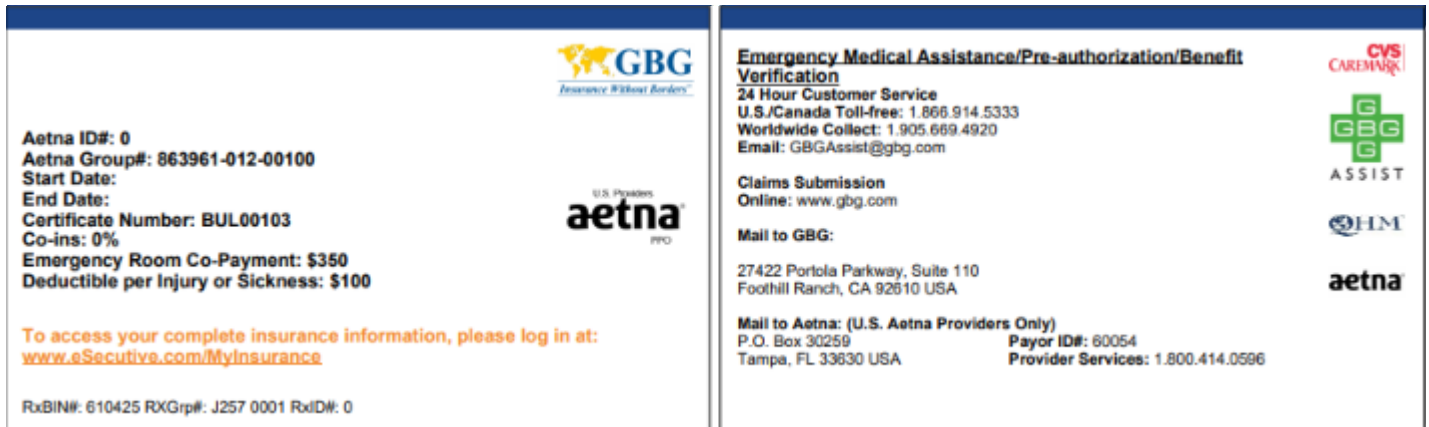 GBG
Insurance Without Borders™
Aetna ID#: 0
Aetna Group#: 863961-012-00100
Start Date:
End Date:
Certificate Number: BUL00103
Co-ins: 0%
Emergency Room Co-Payment: $350
Deductible per Injury or Sickness: $100
U.S. Providers
aetna
PPO
To access your complete insurance information, please log in at:
www.eSecutive.com/MyInsurance
RxBIN#: 610425 RXGrp#: J257 0001 RxID#: 0
Emergency Medical Assistance/Pre-authorization/Benefit
Verification
24 Hour Customer Service
U.S./Canada Toll-free: 1.866.914.5333
Worldwide Collect: 1.905.669.4920
Email: GBGAssist@gbg.com
Claims Submission
Online: www.gbg.com
Mail to GBG:
27422 Portola Parkway, Suite 110
Foothill Ranch, CA 92610 USA
Mail to Aetna: (U.S. Aetna Providers Only)
P.O. Box 30259 Payor ID#: 60054
Tampa, FL 33630 USA Provider Services: 1.800.414.0596
CVS
CAREMARK
G
GBG
G
ASSIST
QHM
aetna